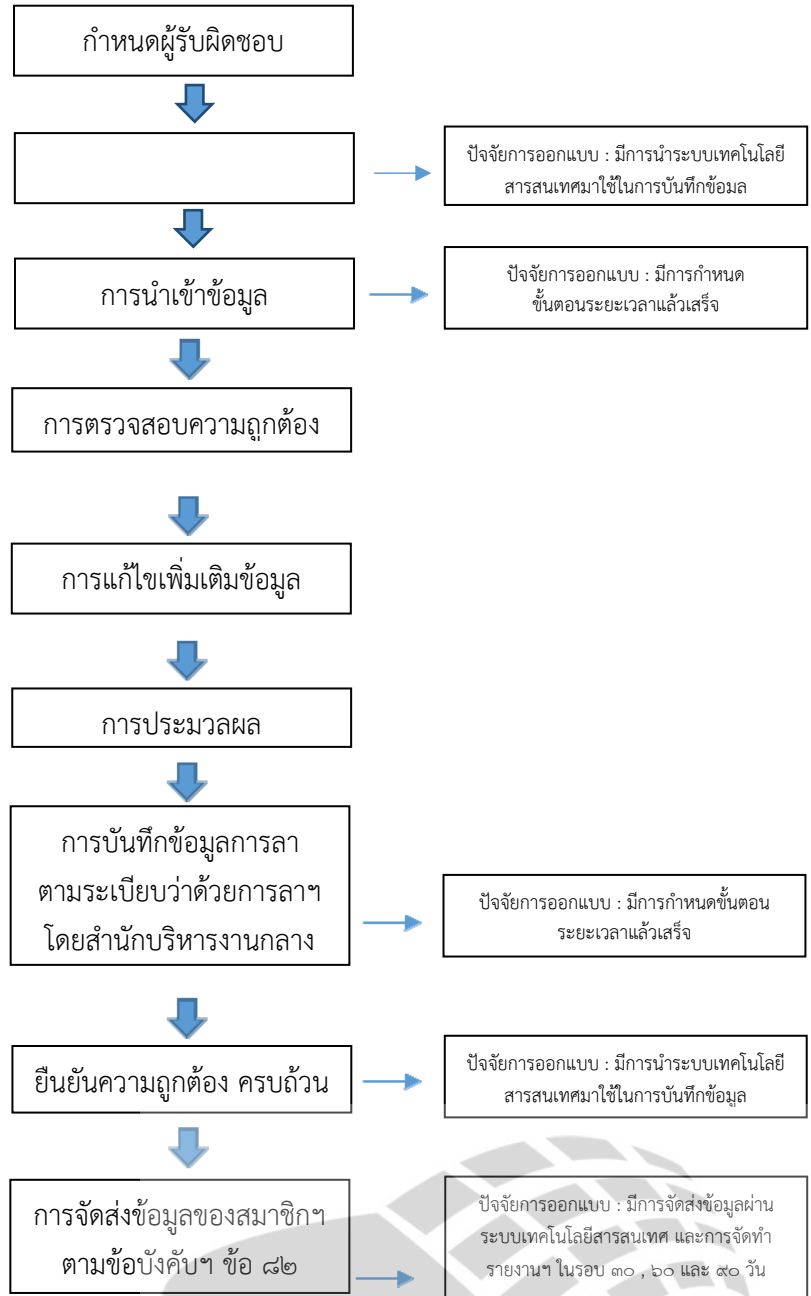 กำหนดผู้รับผิดชอบ
ปัจจัยการออกแบบ : มีการนำระบบเทคโนโลยี
สารสนเทศมาใช้ในการบันทึกข้อมล
การนำเข้าข้อมูล
ปัจจัยการออกแบบ : มีการกำหนด
ขั้นตอนระยะเวลาแล้วเสร็จ
การตรวจสอบความถูกต้อง
การแก้ไขเพิ่มเติมข้อมูล
การประมวลผล
การบันทึกข้อมูลการลา
ตามระเบียบว่าด้วยการลาฯ
โดยสำนักบริหารงานกลาง
ปัจจัยการออกแบบ : มีการกำหนดขั้นตอน
ระยะเวลาแล้วเสร็จ
ยืนยันความถูกต้อง ครบถ้วน
ปัจจัยการออกแบบ : มีการนำระบบเทคโนโลยี
สารสนเทศมาใช้ในการบันทึกข้อมูล
การจัดส่งข้อมูลของสมาชิกฯ
ตามข้อบังคับฯ ข้อ ๘๒
ปัจจัยการออกแบบ : มีการจัดส่งข้อมูลผ่าน
ระบบเทคโนโลยีสารสนเทศ และการจัดทำ
รายงานฯ ในรอบ ๓๐ , ๖๐ และ ๙๐ วัน